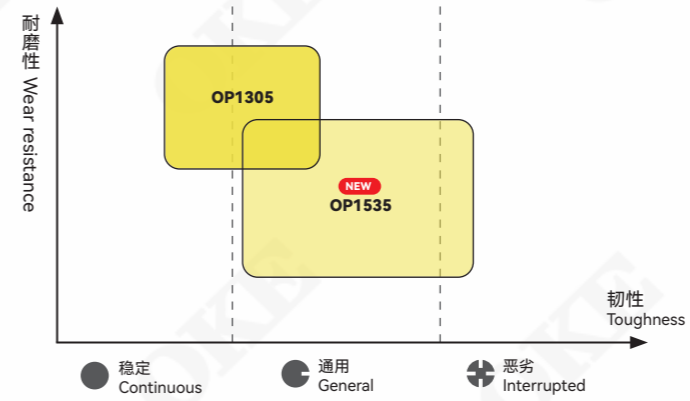 耐磨性 Wear resistance
OP1305
NEW
OP1535
韧性
Toughness
稳定
Continuous
通用
General
恶劣
Interrupted